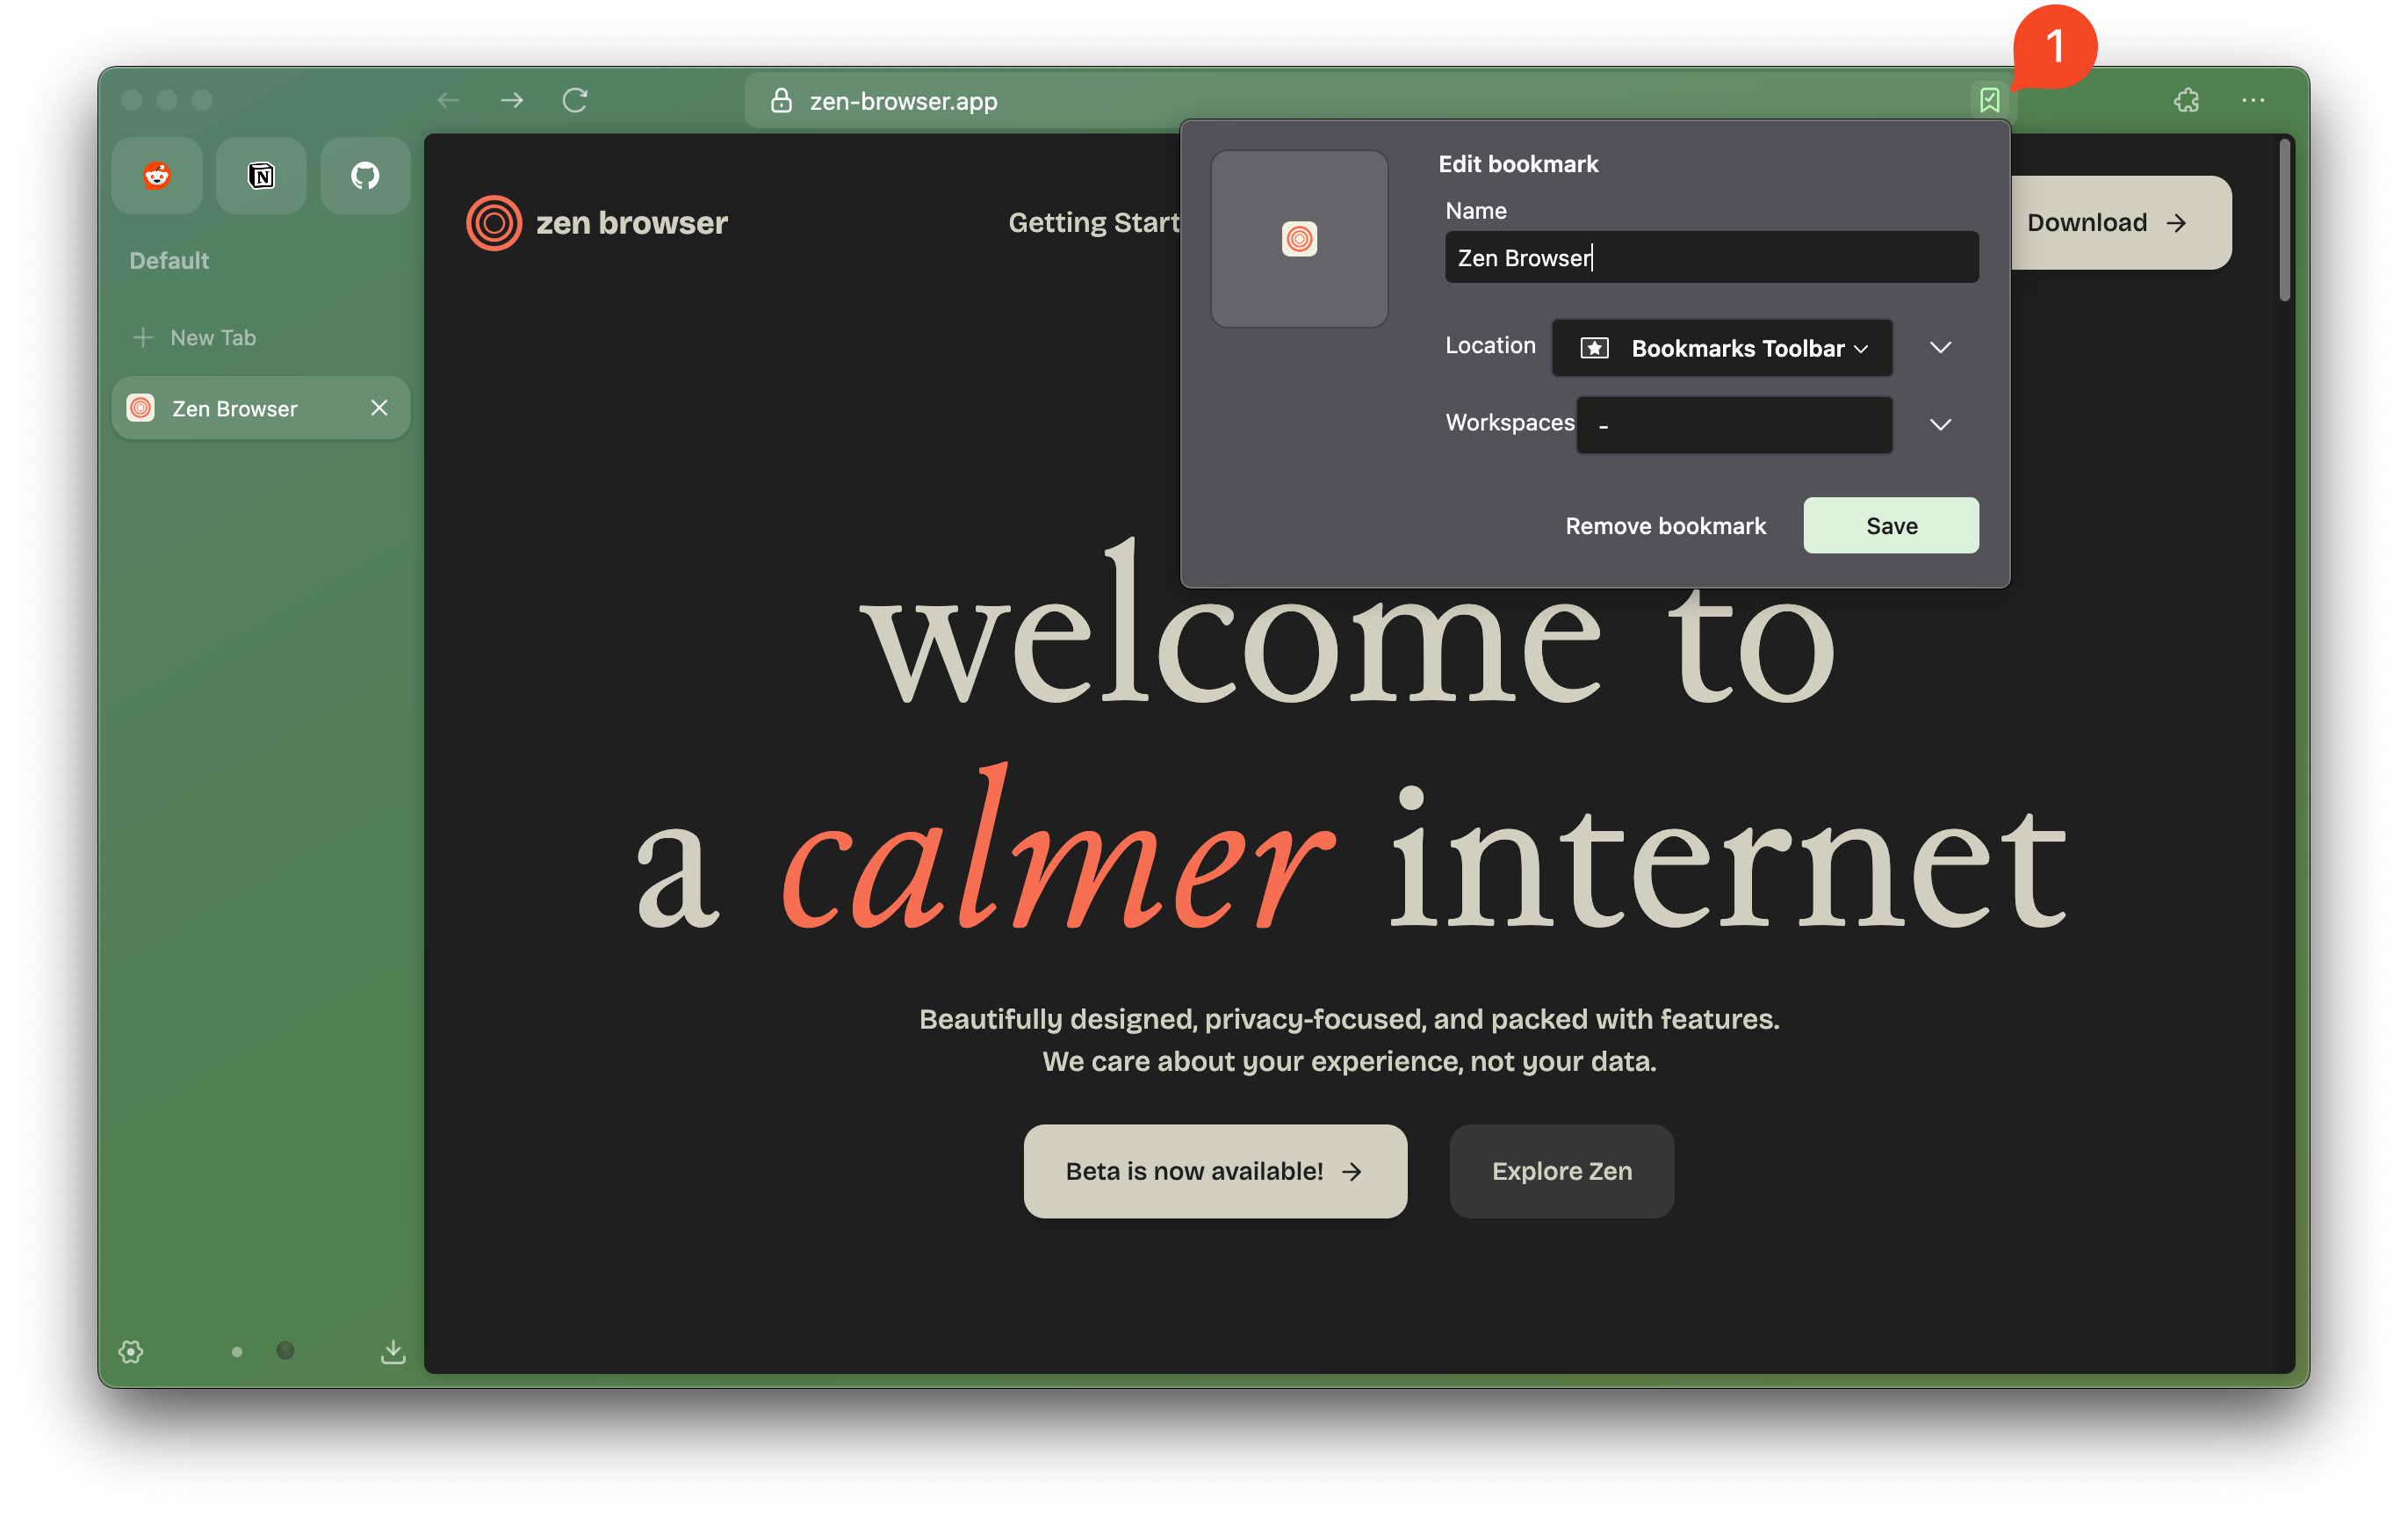 1
zen-browser.app
Default
New Tab
Zen Browser
zen browser
Getting Start
Download
Edit bookmark
Name
Zen Browser
Location
Bookmarks Toolbar
Workspaces
-
Remove bookmark
Save
welcome to
a calmer internet
Beautifully designed, privacy-focused, and packed with features.
We care about your experience, not your data.
Beta is now available!
Explore Zen